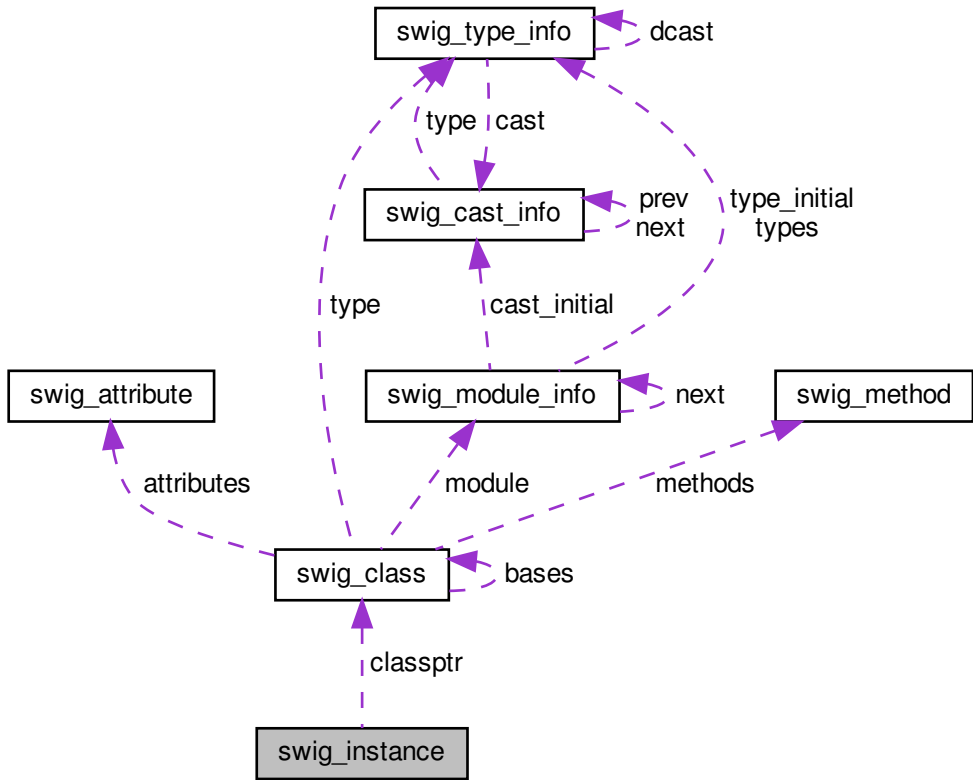 swig_type_info
dcast
type
cast
swig_cast_info
prev
next
type_initial
types
type
cast_initial
swig_attribute
swig_module_info
next
swig_method
attributes
module
methods
swig_class
bases
classptr
swig_instance